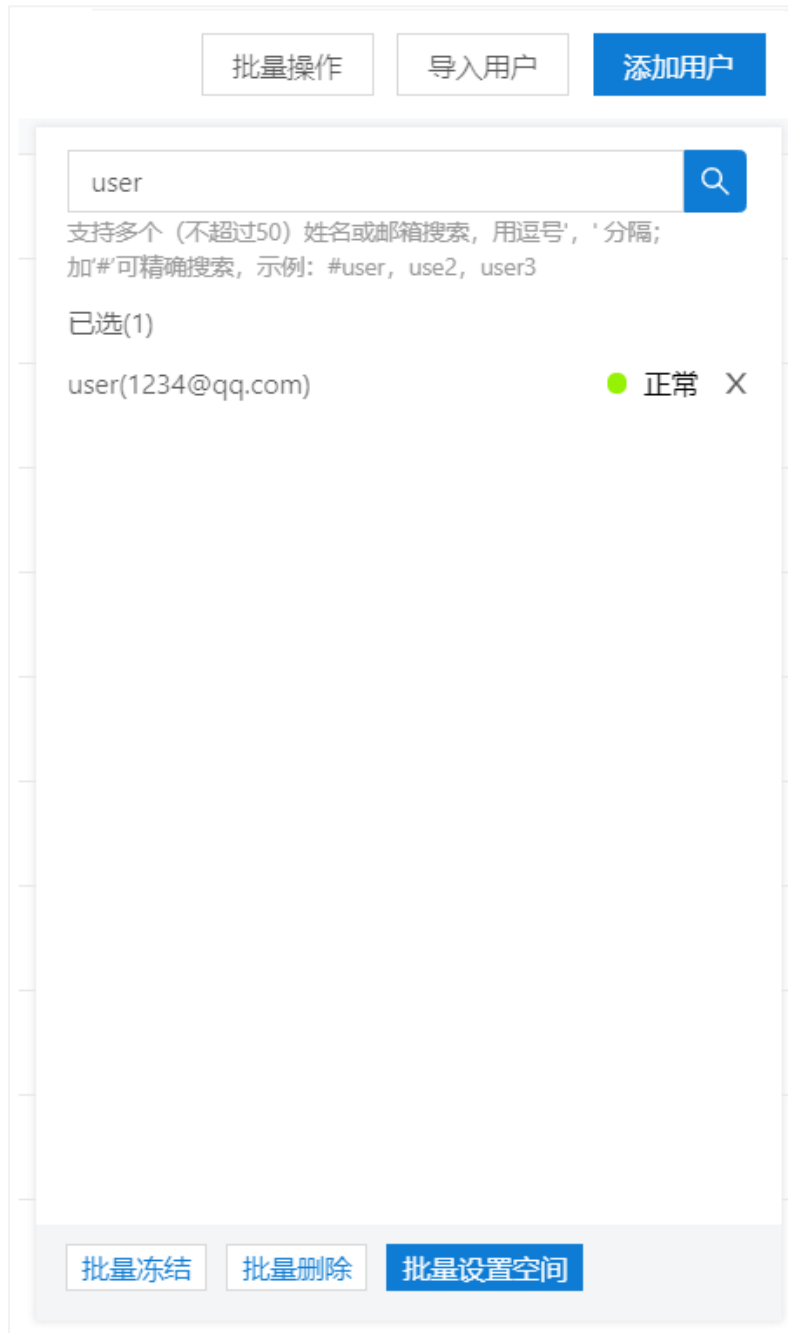 批量操作 导入用户 添加用户
user
支持多个（不超过50）姓名或邮箱搜索，用逗号'，' 分隔；
加'#'可精确搜索，示例：#user，use2，user3
已选(1)
user(1234@qq.com) 正常 X
批量冻结 批量删除 批量设置空间